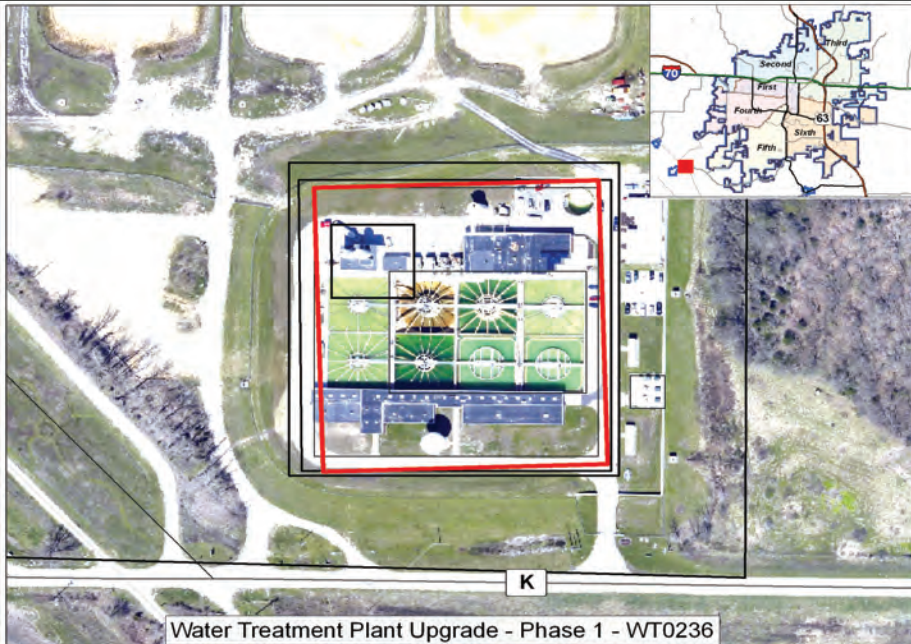 Third
Second
70
First
Fourth
63
Sixth
Fifth
K
Water Treatment Plant Upgrade - Phase 1 - WT0236